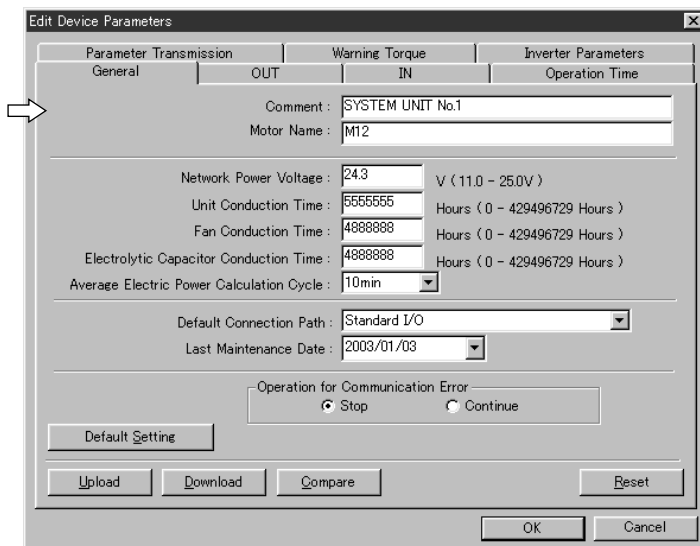 Edit Device Parameters
Parameter Transmission Warning Torque Inverter Parameters
General OUT IN Operation Time
Comment : SYSTEM UNIT No.1
Motor Name : M12
Network Power Voltage : 24.3 V ( 11.0 - 25.0V )
Unit Conduction Time : 5555555 Hours ( 0 - 429496729 Hours )
Fan Conduction Time : 4888888 Hours ( 0 - 429496729 Hours )
Electrolytic Capacitor Conduction Time : 4888888 Hours ( 0 - 429496729 Hours )
Average Electric Power Calculation Cycle : 10min
Default Connection Path : Standard I/O
Last Maintenance Date : 2003/01/03
Operation for Communication Error
Stop Continue
Default Setting
Upload Download Compare Reset
OK Cancel